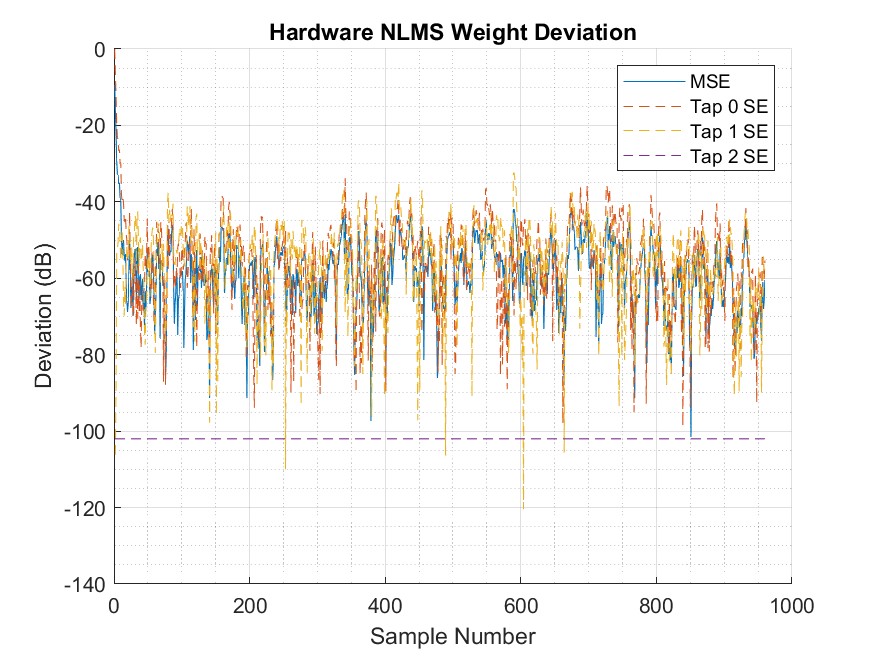 Hardware NLMS Weight Deviation
MSE
Tap 0 SE
Tap 1 SE
Tap 2 SE
Deviation (dB)
0
-20
-40
-60
-80
-100
-120
-140
0 200 400 600 800 1000
Sample Number